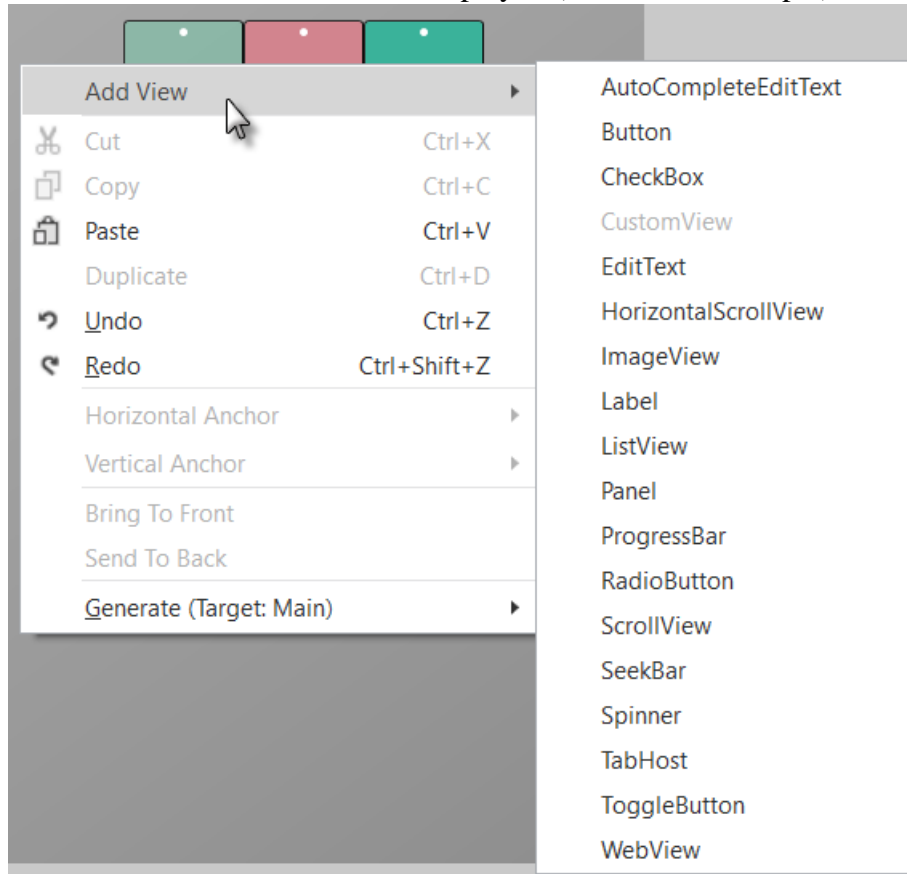 Add View
Cut Ctrl+X
Copy Ctrl+C
Paste Ctrl+V
Duplicate Ctrl+D
Undo Ctrl+Z
Redo Ctrl+Shift+Z
Horizontal Anchor
Vertical Anchor
Bring To Front
Send To Back
Generate (Target: Main)
AutoCompleteEditText
Button
CheckBox
CustomView
EditText
HorizontalScrollView
ImageView
Label
ListView
Panel
ProgressBar
RadioButton
ScrollView
SeekBar
Spinner
TabHost
ToggleButton
WebView